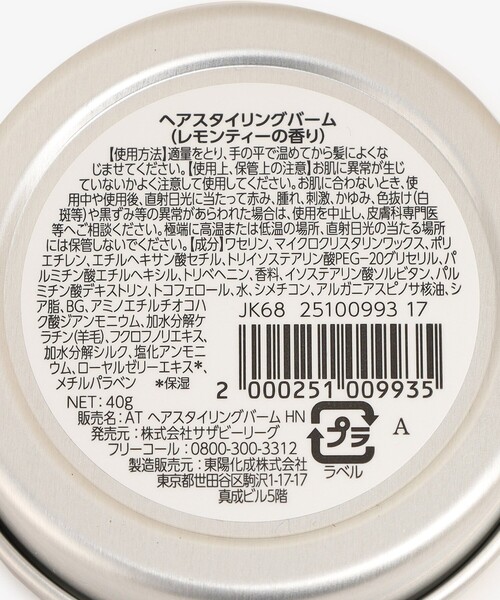 ヘアスタイリングバーム
(レモンティーの香り)
【使用方法】適量をとり、手の平で温めてから髪によくな
じませてください。【使用上、保管上の注意】お肌に異常が生じ
ていないかよく注意して使用してください。お肌に合わないとき、使
用中や使用後、直射日光に当たって赤み、腫れ、刺激、かゆみ、色抜け(白
斑等)や黒ずみ等の異常があらわれた場合は、使用を中止し、皮膚科専門医
等へご相談ください。極端に高温または低温の場所、直射日光の当たる場所
には保管しないでください。【成分】ワセリン、マイクロクリスタリンワックス、ポリ
エチレン、エチルヘキサン酸セチル、トリイソステアリン酸PEG-20グリセリル、パ
ルミチン酸エチルヘキシル、トリベヘニン、香料、イソステアリン酸ソルビタン、パル
ミチン酸デキストリン、トコフェロール、水、シメチコン、アルガニアスピノサ核油、シ
ア脂、BG、アミノエチルチオコハ
ク酸ジアンモニウム、加水分解ケ
ラチン(羊毛)、フクロフノリエキス、
加水分解シルク、塩化アンモニ
ウム、ローヤルゼリーエキス*、
メチルパラベン *保湿
JK68 25100993 17
2 000251 009935
NET: 40g
販売名:AT ヘアスタイリングバーム HN
発売元:株式会社サザビーリーグ
フリーコール:0800-300-3312
製造販売元:東陽化成株式会社
東京都世田谷区駒沢1-17-17
真成ビル5階
プラ
ラベル
A